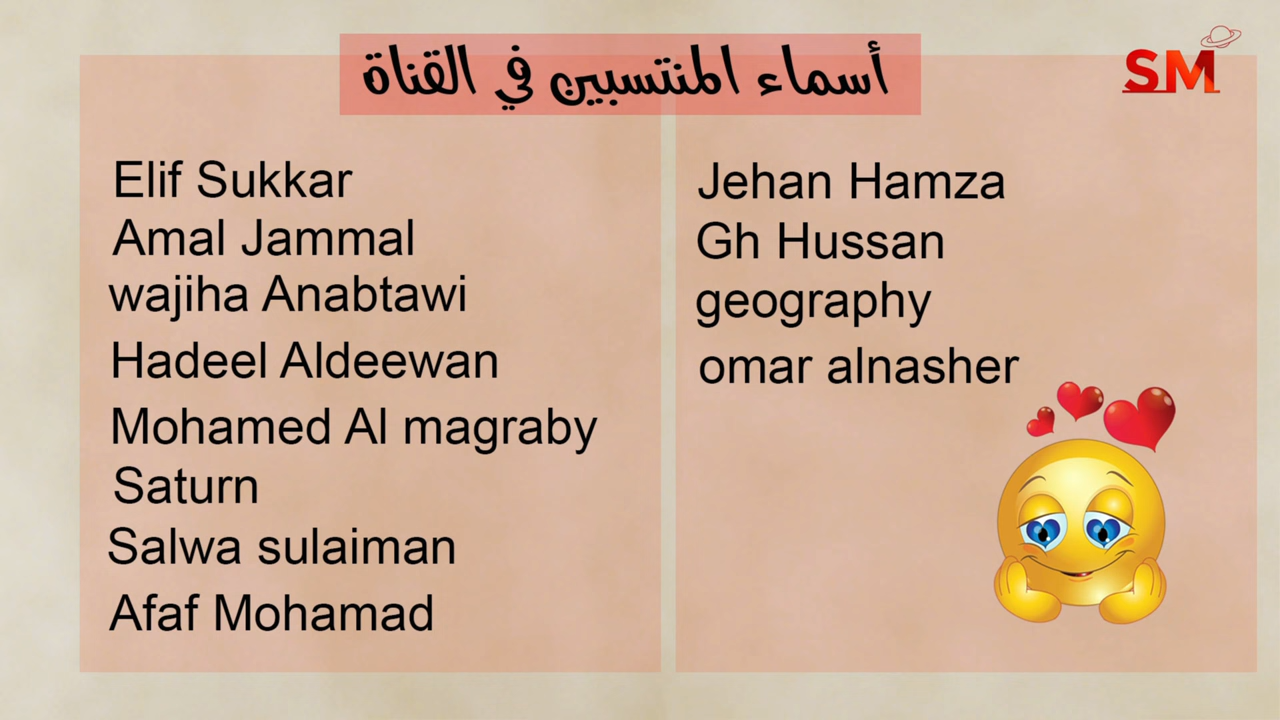 أسماء المنتسبين في القناة
SM
Elif Sukkar
Amal Jammal
wajiha Anabtawi
Hadeel Aldeewan
Mohamed Al magraby
Saturn
Salwa sulaiman
Afaf Mohamad
Jehan Hamza
Gh Hussan
geography
omar alnasher